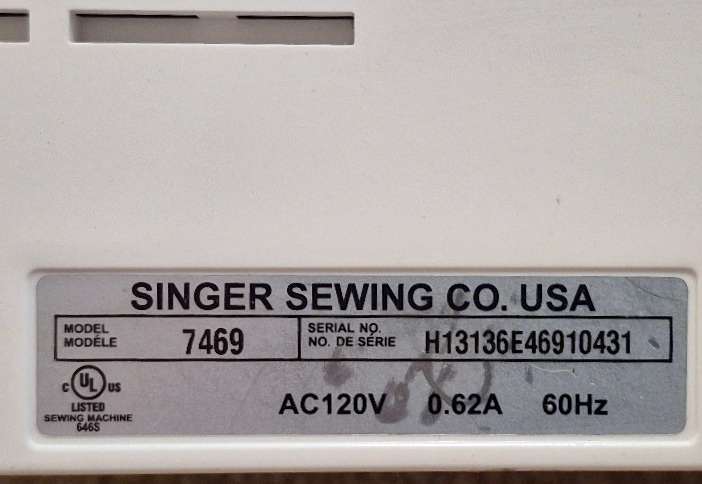 SINGER SEWING CO. USA
MODEL
MODÉLE
7469
SERIAL NO.
NO. DE SÉRIE
H13136E46910431
C UL US
LISTED
SEWING MACHINE
646S
AC120V 0.62A 60Hz